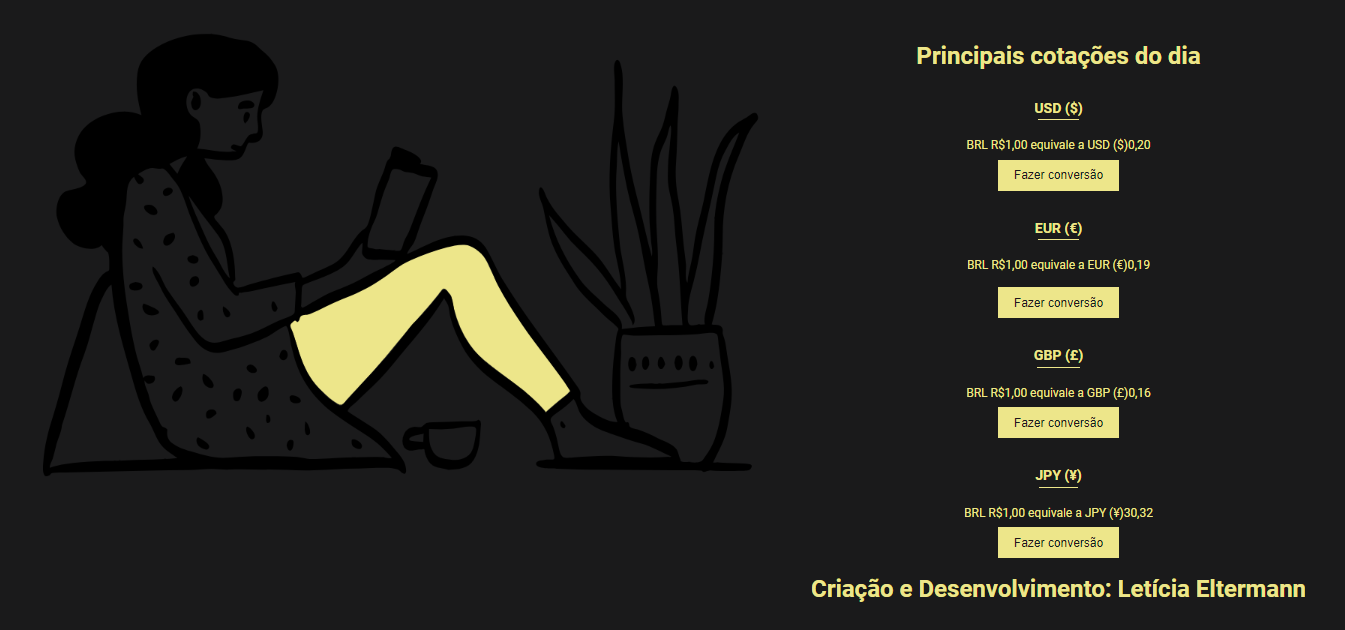 Principais cotações do dia
USD ($)
BRL R$1,00 equivale a USD ($)0,20
Fazer conversão
EUR (€)
BRL R$1,00 equivale a EUR (€)0,19
Fazer conversão
GBP (£)
BRL R$1,00 equivale a GBP (£)0,16
Fazer conversão
JPY (¥)
BRL R$1,00 equivale a JPY (¥)30,32
Fazer conversão
Criação e Desenvolvimento: Letícia Eltermann